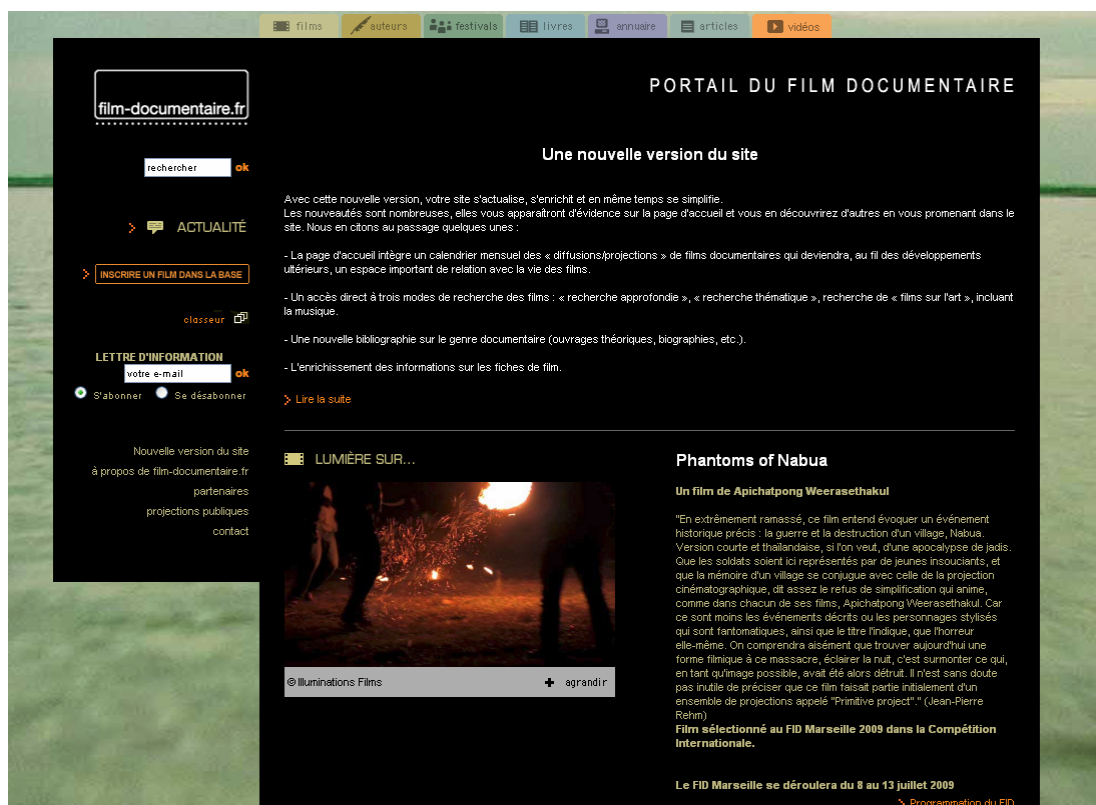 films auteurs festivals livres annuaire articles vidéos
film-documentaire.fr
PORTAIL DU FILM DOCUMENTAIRE
rechercher ok
ACTUALITÉ
INSCRIRE UN FILM DANS LA BASE
classeur
LETTRE D'INFORMATION
votre e-mail ok
S'abonner Se désabonner
Nouvelle version du site
à propos de film-documentaire.fr
partenaires
projections publiques
contact
Une nouvelle version du site
Avec cette nouvelle version, votre site s'actualise, s'enrichit et en même temps se simplifie.
Les nouveautés sont nombreuses, elles vous apparaîtront d'évidence sur la page d'accueil et vous en découvrirez d'autres en vous promenant dans le
site. Nous en citons au passage quelques unes :
- La page d'accueil intègre un calendrier mensuel des « diffusions/projections » de films documentaires qui deviendra, au fil des développements
ultérieurs, un espace important de relation avec la vie des films.
- Un accès direct à trois modes de recherche des films : « recherche approfondie », « recherche thématique », recherche de « films sur l'art », incluant
la musique.
- Une nouvelle bibliographie sur le genre documentaire (ouvrages théoriques, biographies, etc.).
- L'enrichissement des informations sur les fiches de film.
Lire la suite
LUMIÈRE SUR...
© Illuminations Films + agrandir
Phantoms of Nabua
Un film de Apichatpong Weerasethakul
"En extrêmement ramassé, ce film entend évoquer un événement
historique précis : la guerre et la destruction d'un village, Nabua.
Version courte et thaïlandaise, si l'on veut, d'une apocalypse de jadis.
Que les soldats soient ici représentés par de jeunes insouciants, et
que la mémoire d'un village se conjugue avec celle de la projection
cinématographique, dit assez le refus de simplification qui anime,
comme dans chacun de ses films, Apichatpong Weerasethakul. Car
ce sont moins les événements décrits ou les personnages stylisés
qui sont fantomatiques, ainsi que le titre l'indique, que l'horreur
elle-même. On comprendra aisément que trouver aujourd'hui une
forme filmique à ce massacre, éclairer la nuit, c'est surmonter ce qui,
en tant qu'image possible, avait été alors détruit. Il n'est sans doute
pas inutile de préciser que ce film faisait partie initialement d'un
ensemble de projections appelé "Primitive project"." (Jean-Pierre
Rehm)
Film sélectionné au FID Marseille 2009 dans la Compétition
Internationale.
Le FID Marseille se déroulera du 8 au 13 juillet 2009
Programmation du FID